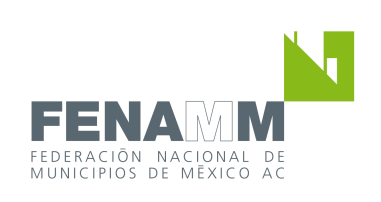 FENAMM
FEDERACIÓN NACIONAL DE
MUNICIPIOS DE MÉXICO AC